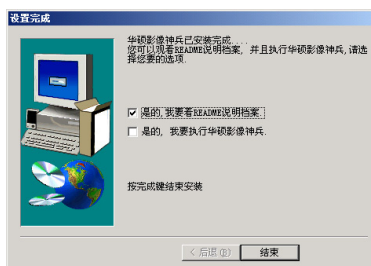 设置完成
华硕影像神兵已安装完成....
您可以观看README说明档案, 并且执行华硕影像神兵, 请选
择您要的选项.
是的, 我要看README说明档案.
是的, 我要执行华硕影像神兵.
按完成键结束安装
< 后退(B)
结束